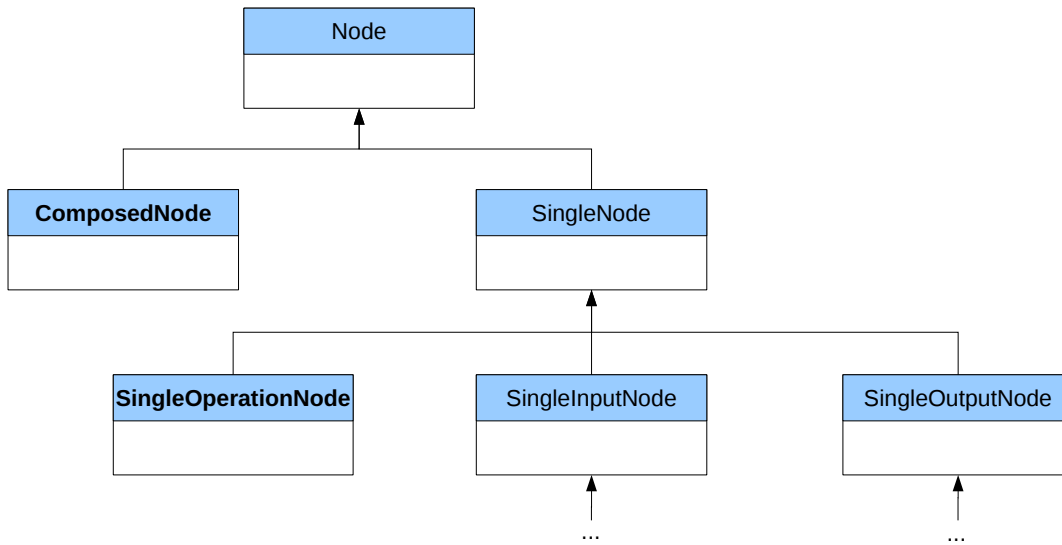 Node
ComposedNode
SingleNode
SingleOperationNode
SingleInputNode
SingleOutputNode
...
...